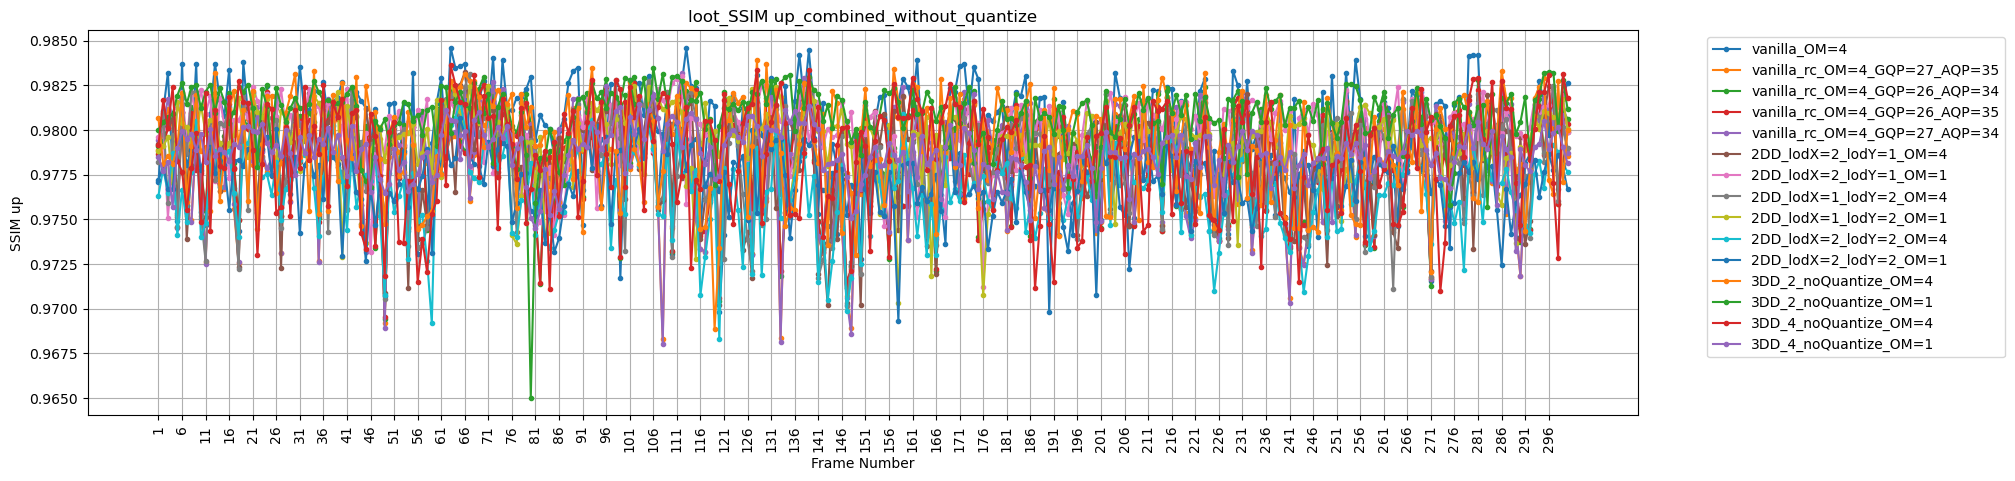 loot_SSIM up_combined_without_quantize
SSIM up
0.9850
0.9825
0.9800
0.9775
0.9750
0.9725
0.9700
0.9675
0.9650
1 6 11 16 21 26 31 36 41 46 51 56 61 66 71 76 81 86 91 96 101 106 111 116 121 126 131 136 141 146 151 156 161 166 171 176 181 186 191 196 201 206 211 216 221 226 231 236 241 246 251 256 261 266 271 276 281 286 291 296
Frame Number
vanilla_OM=4
vanilla_rc_OM=4_GQP=27_AQP=35
vanilla_rc_OM=4_GQP=26_AQP=34
vanilla_rc_OM=4_GQP=26_AQP=35
vanilla_rc_OM=4_GQP=27_AQP=34
2DD_lodX=2_lodY=1_OM=4
2DD_lodX=2_lodY=1_OM=1
2DD_lodX=1_lodY=2_OM=4
2DD_lodX=1_lodY=2_OM=1
2DD_lodX=2_lodY=2_OM=4
2DD_lodX=2_lodY=2_OM=1
3DD_2_noQuantize_OM=4
3DD_2_noQuantize_OM=1
3DD_4_noQuantize_OM=4
3DD_4_noQuantize_OM=1